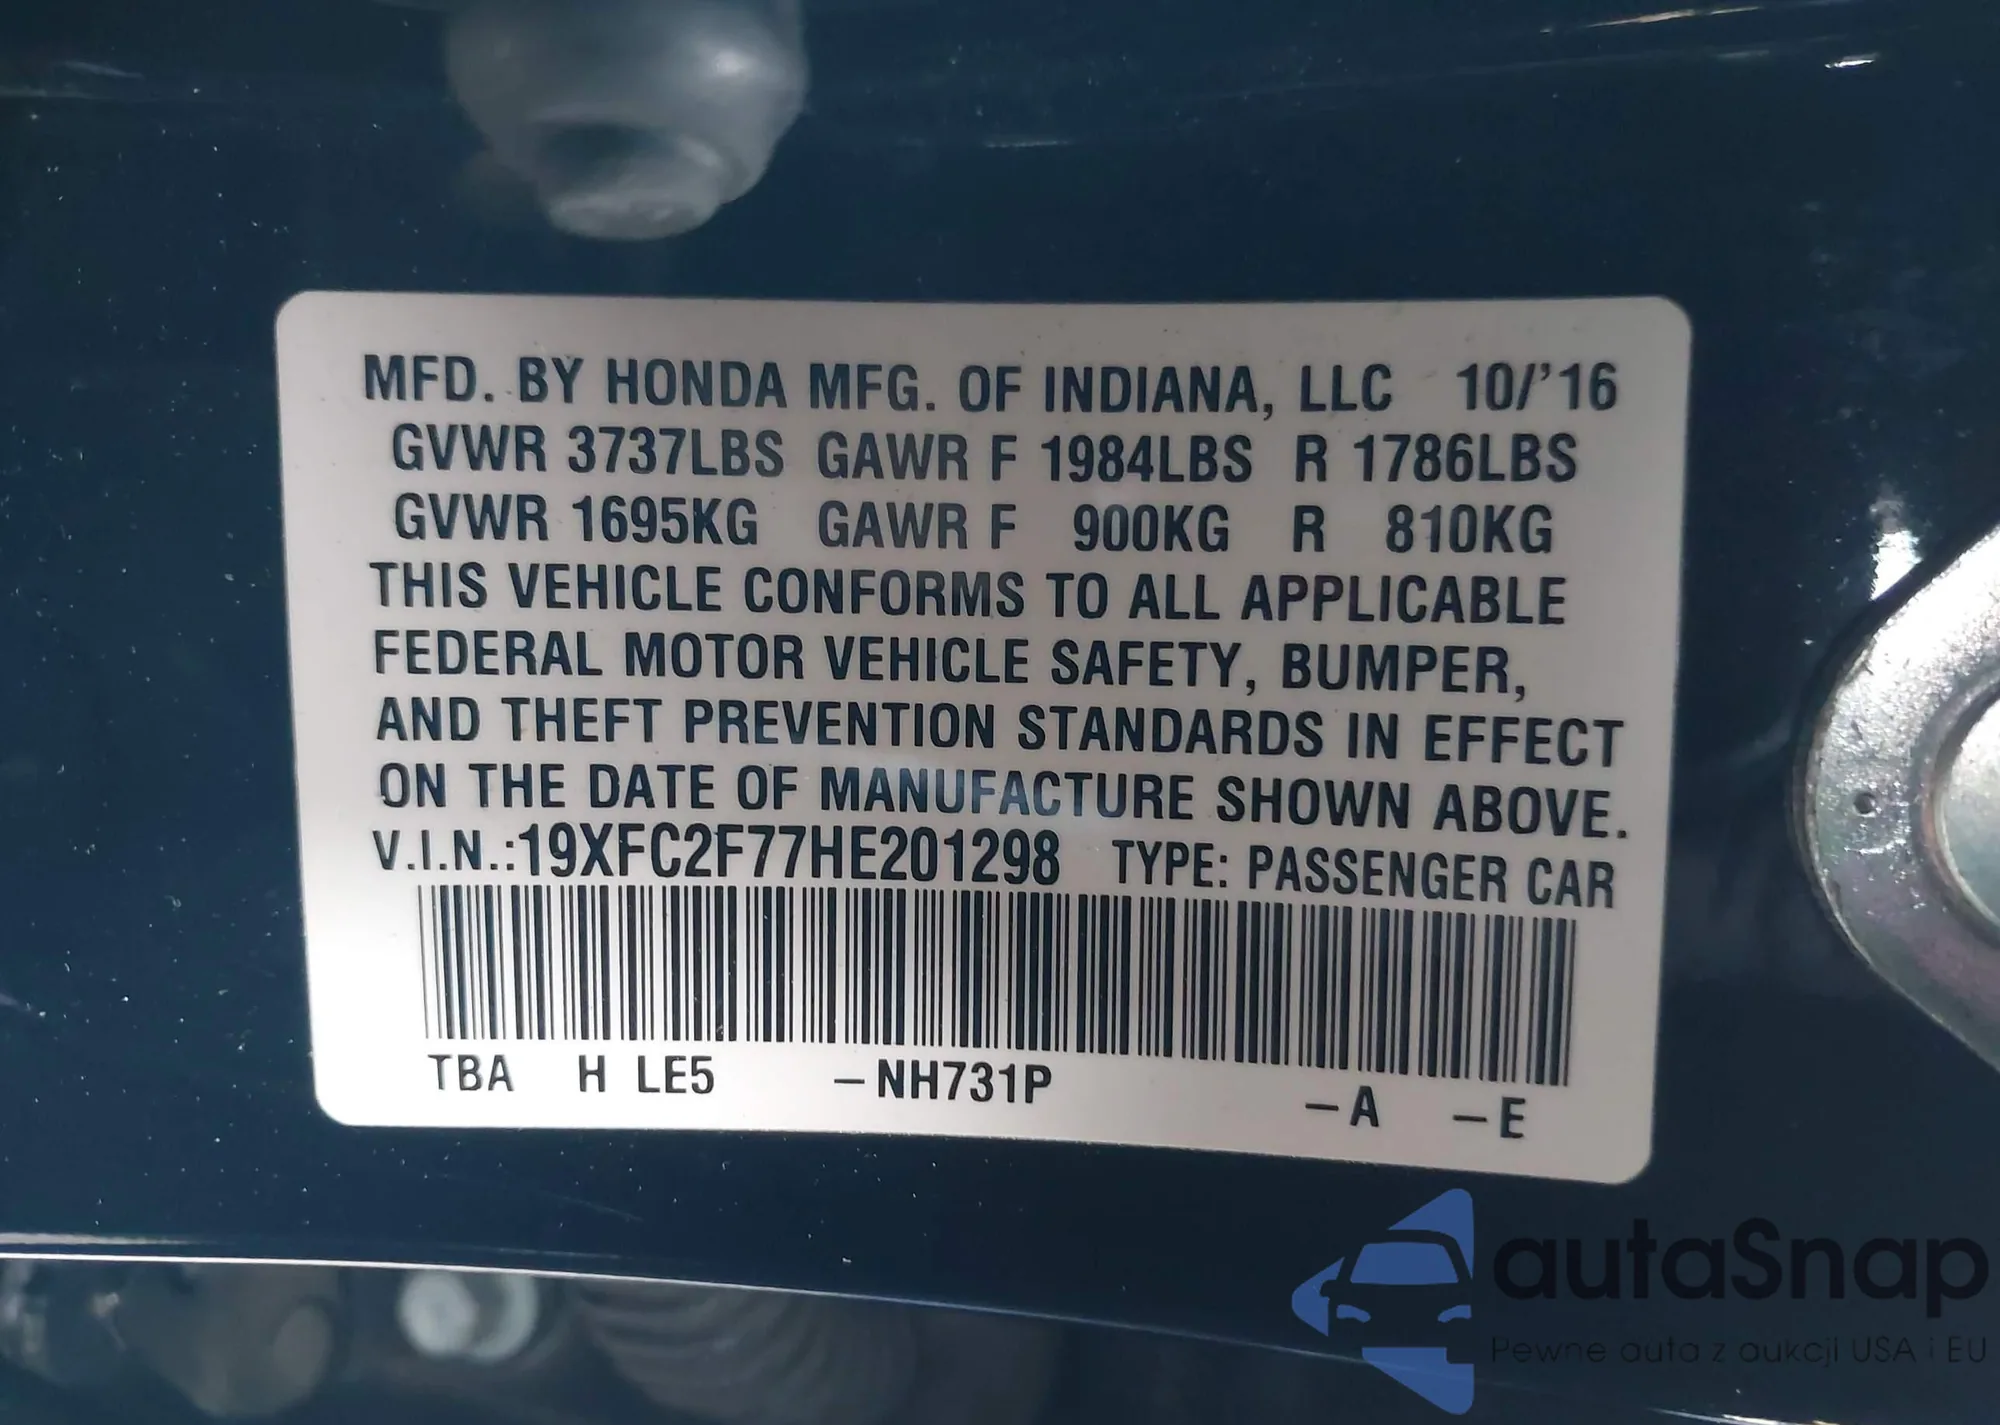 MFD. BY HONDA MFG. OF INDIANA, LLC 10/'16
GVWR 3737LBS GAWR F 1984LBS R 1786LBS
GVWR 1695KG GAWR F 900KG R 810KG
THIS VEHICLE CONFORMS TO ALL APPLICABLE
FEDERAL MOTOR VEHICLE SAFETY, BUMPER,
AND THEFT PREVENTION STANDARDS IN EFFECT
ON THE DATE OF MANUFACTURE SHOWN ABOVE.
V.I.N.:19XFC2F77HE201298 TYPE: PASSENGER CAR
TBA H LE5 –NH731P –A –E
autaSnap
Pewne auta z aukcji USA i EU